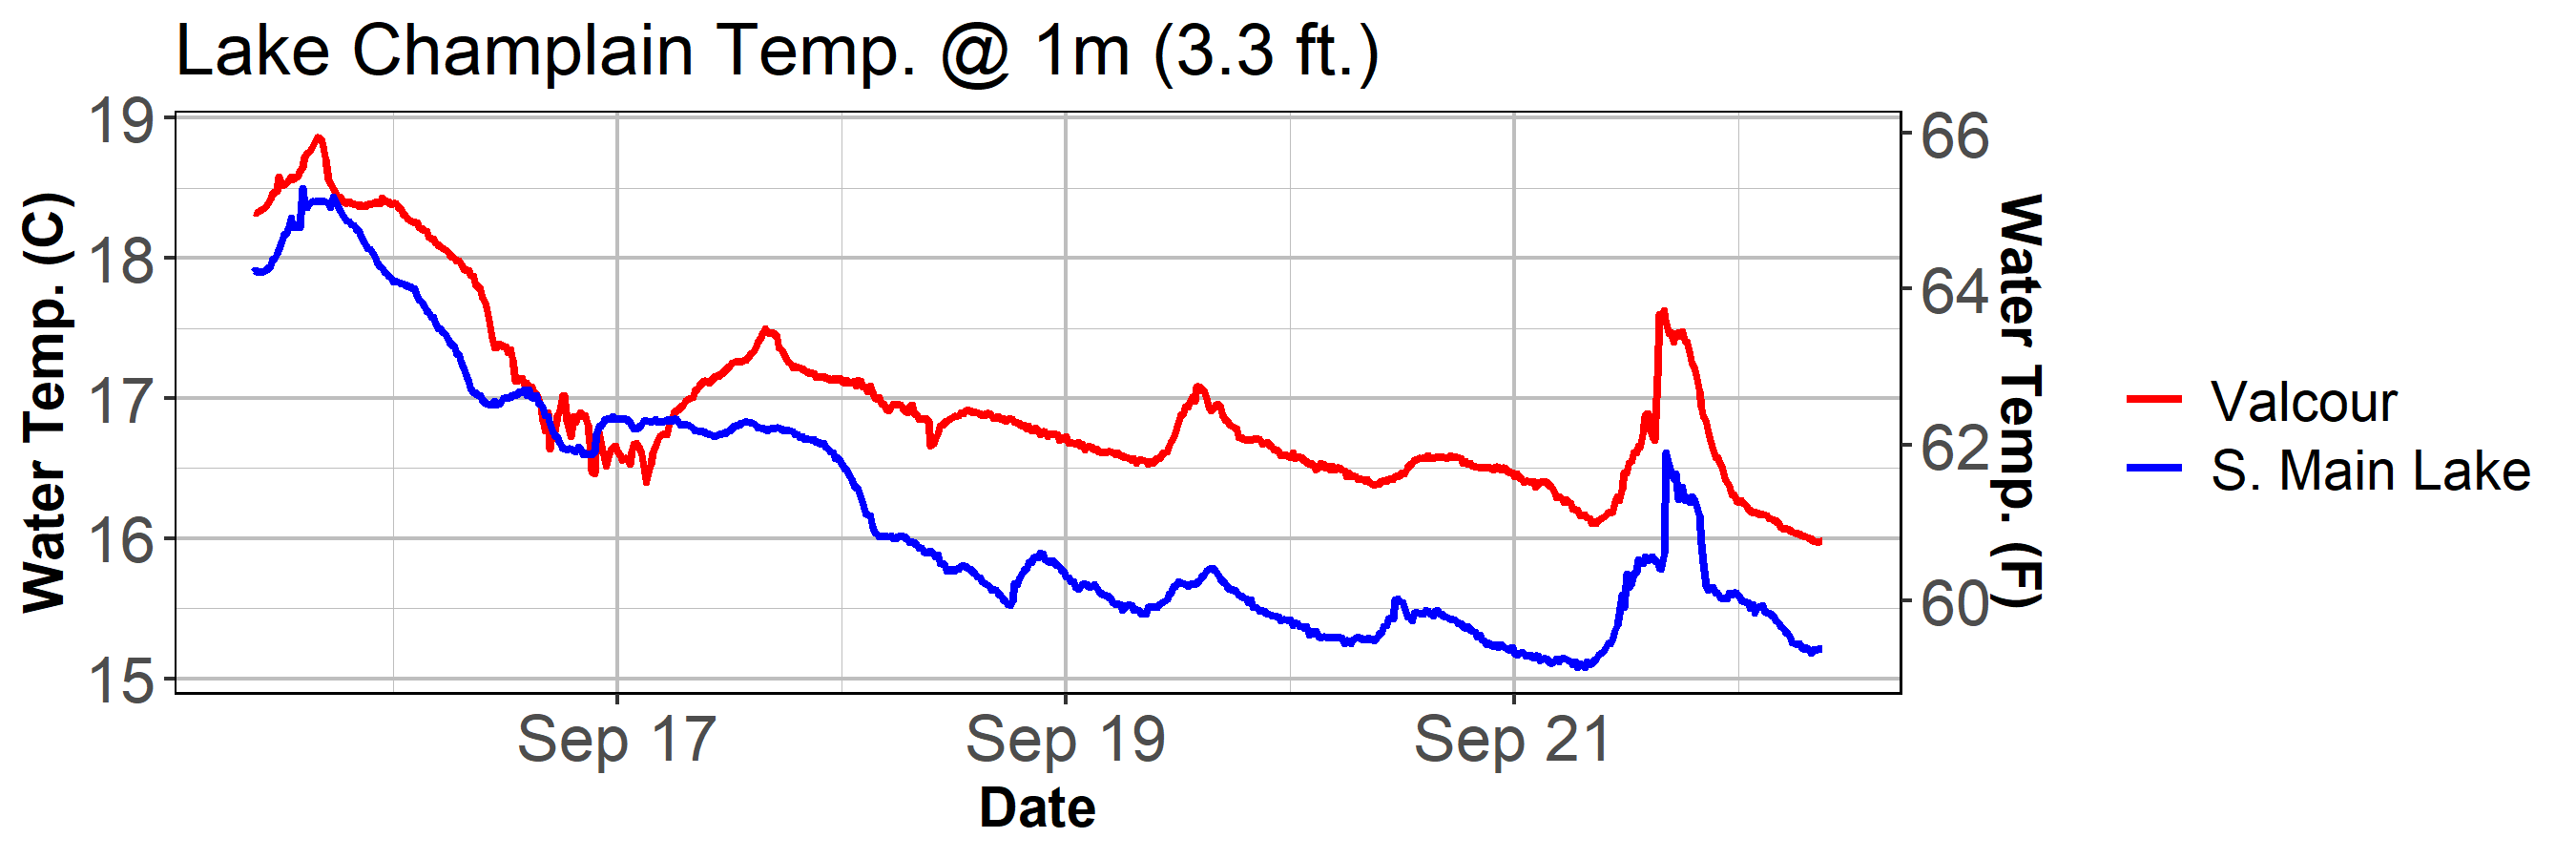 Lake Champlain Temp. @ 1m (3.3 ft.)
Water Temp. (C)
19
18
17
16
15
66
64
62
60
Water Temp. (F)
Sep 17
Sep 19
Sep 21
Date
Valcour
S. Main Lake